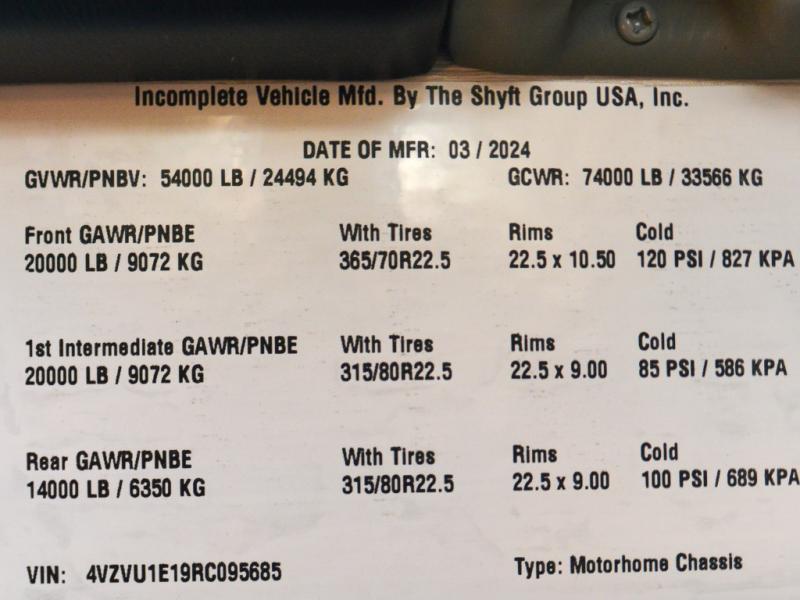 Incomplete Vehicle Mfd. By The Shyft Group USA, Inc.
DATE OF MFR: 03 / 2024
GVWR/PNBV: 54000 LB / 24494 KG GCWR: 74000 LB / 33566 KG
Front GAWR/PNBE With Tires Rims Cold
20000 LB / 9072 KG 365/70R22.5 22.5 x 10.50 120 PSI / 827 KPA
1st Intermediate GAWR/PNBE With Tires Rims Cold
20000 LB / 9072 KG 315/80R22.5 22.5 x 9.00 85 PSI / 586 KPA
Rear GAWR/PNBE With Tires Rims Cold
14000 LB / 6350 KG 315/80R22.5 22.5 x 9.00 100 PSI / 689 KPA
VIN: 4VZVU1E19RC095685 Type: Motorhome Chassis